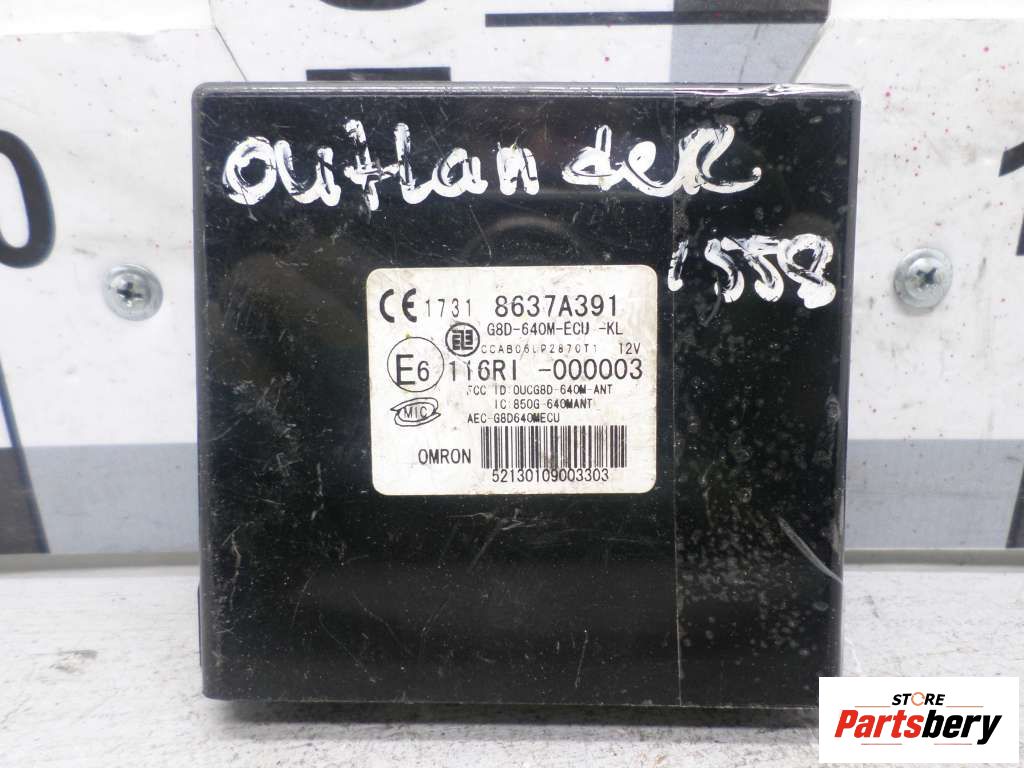 outlandeR
1558
CE 1731 8637A391
G8D-640M-ECU -KL
CCAB06LP2870T1 12V
E6 116RI -000003
FCC ID OUCG8D-640M-ANT
MIC IC 850G-640MANT
AEC-G8D640MECU
OMRON
52130109003303
STORE
Partsbery